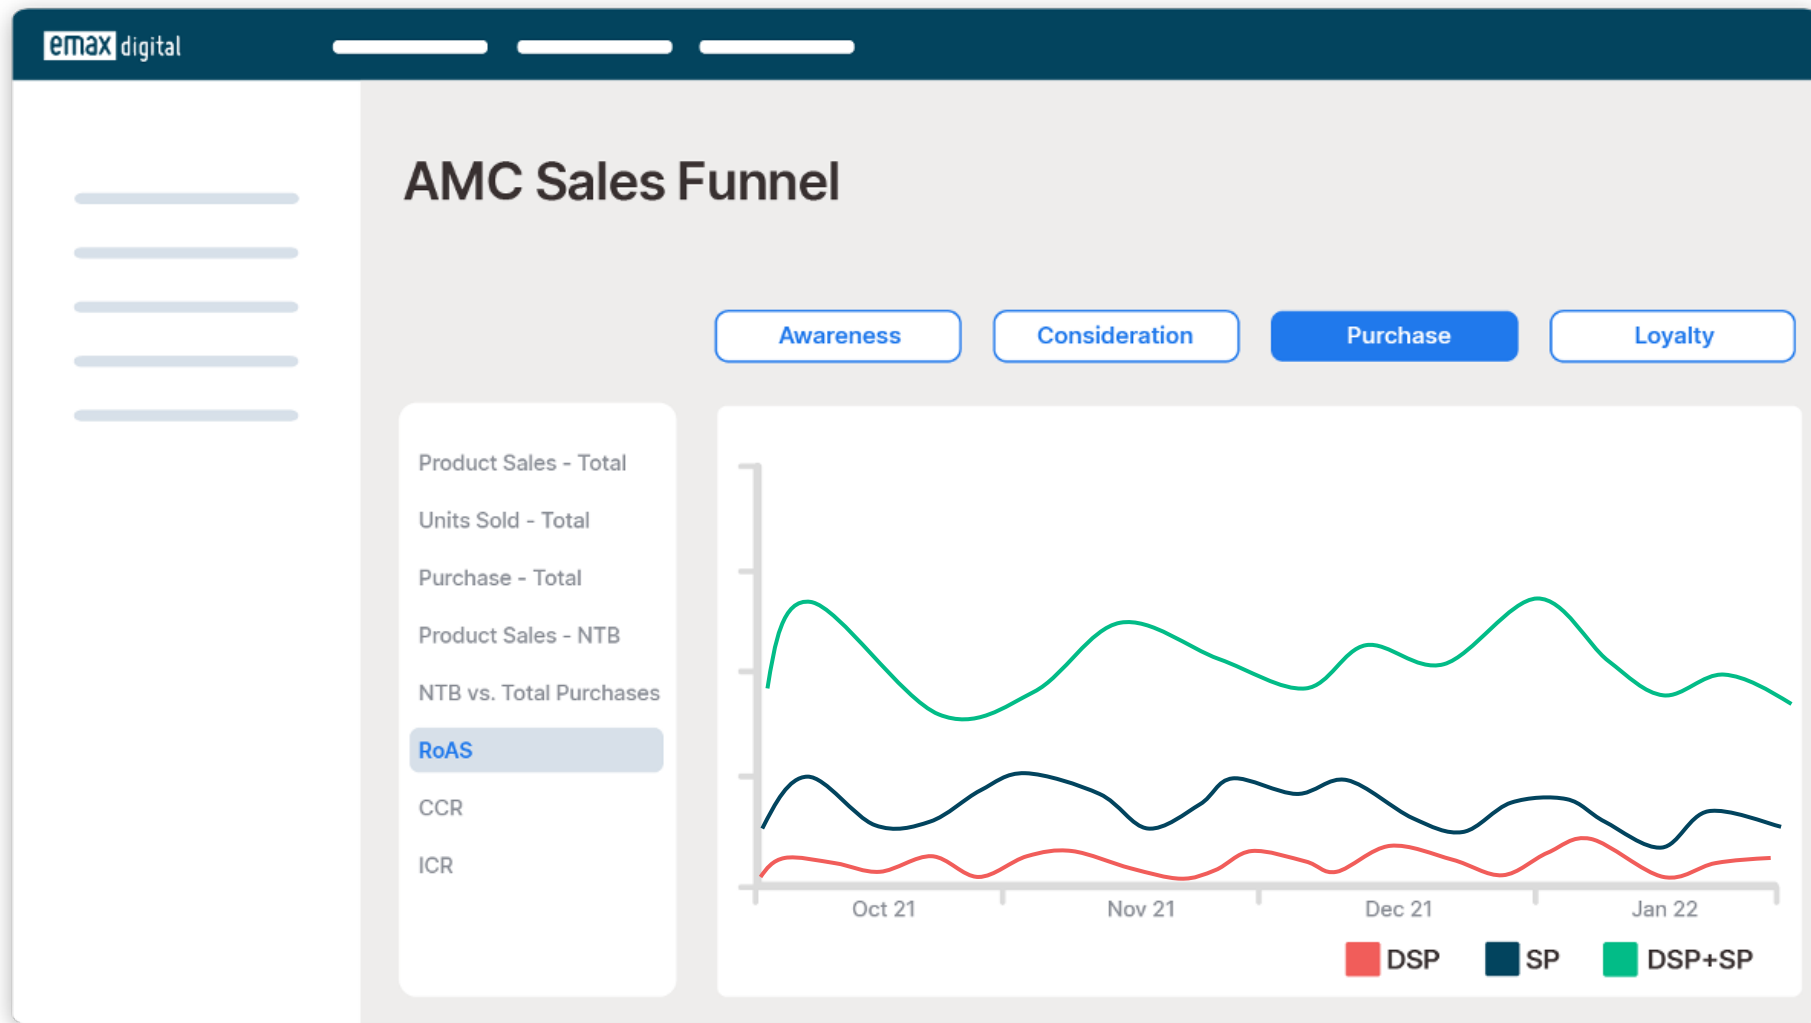 emax digital
AMC Sales Funnel
Awareness
Consideration
Purchase
Loyalty
Product Sales - Total
Units Sold - Total
Purchase - Total
Product Sales - NTB
NTB vs. Total Purchases
RoAS
CCR
ICR
Oct 21
Nov 21
Dec 21
Jan 22
DSP
SP
DSP+SP